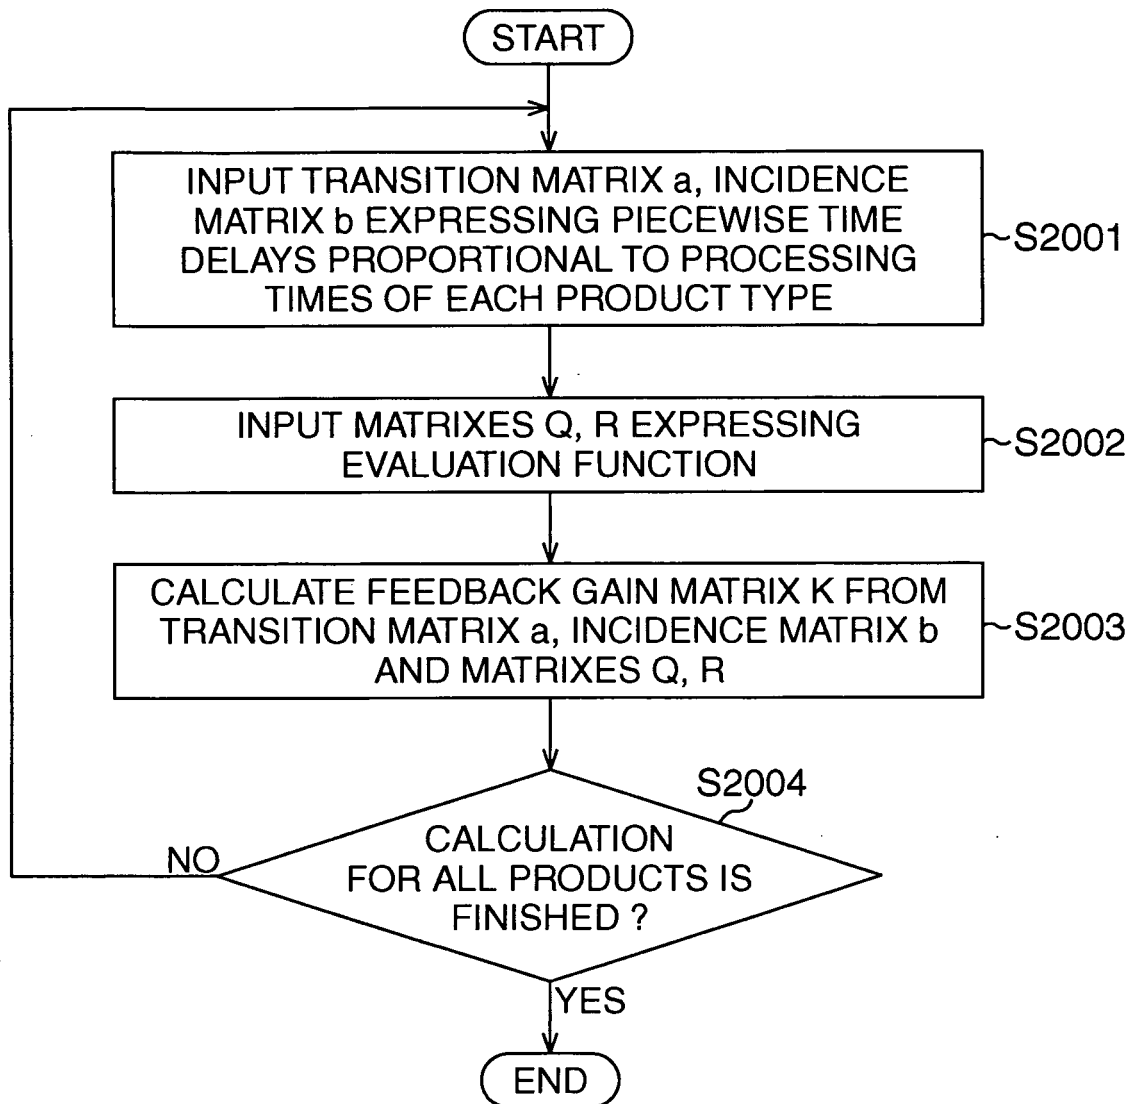 START
INPUT TRANSITION MATRIX a, INCIDENCE
MATRIX b EXPRESSING PIECEWISE TIME
DELAYS PROPORTIONAL TO PROCESSING
TIMES OF EACH PRODUCT TYPE
S2001
INPUT MATRIXES Q, R EXPRESSING
EVALUATION FUNCTION
S2002
CALCULATE FEEDBACK GAIN MATRIX K FROM
TRANSITION MATRIX a, INCIDENCE MATRIX b
AND MATRIXES Q, R
S2003
S2004
CALCULATION
FOR ALL PRODUCTS IS
FINISHED ?
NO
YES
END